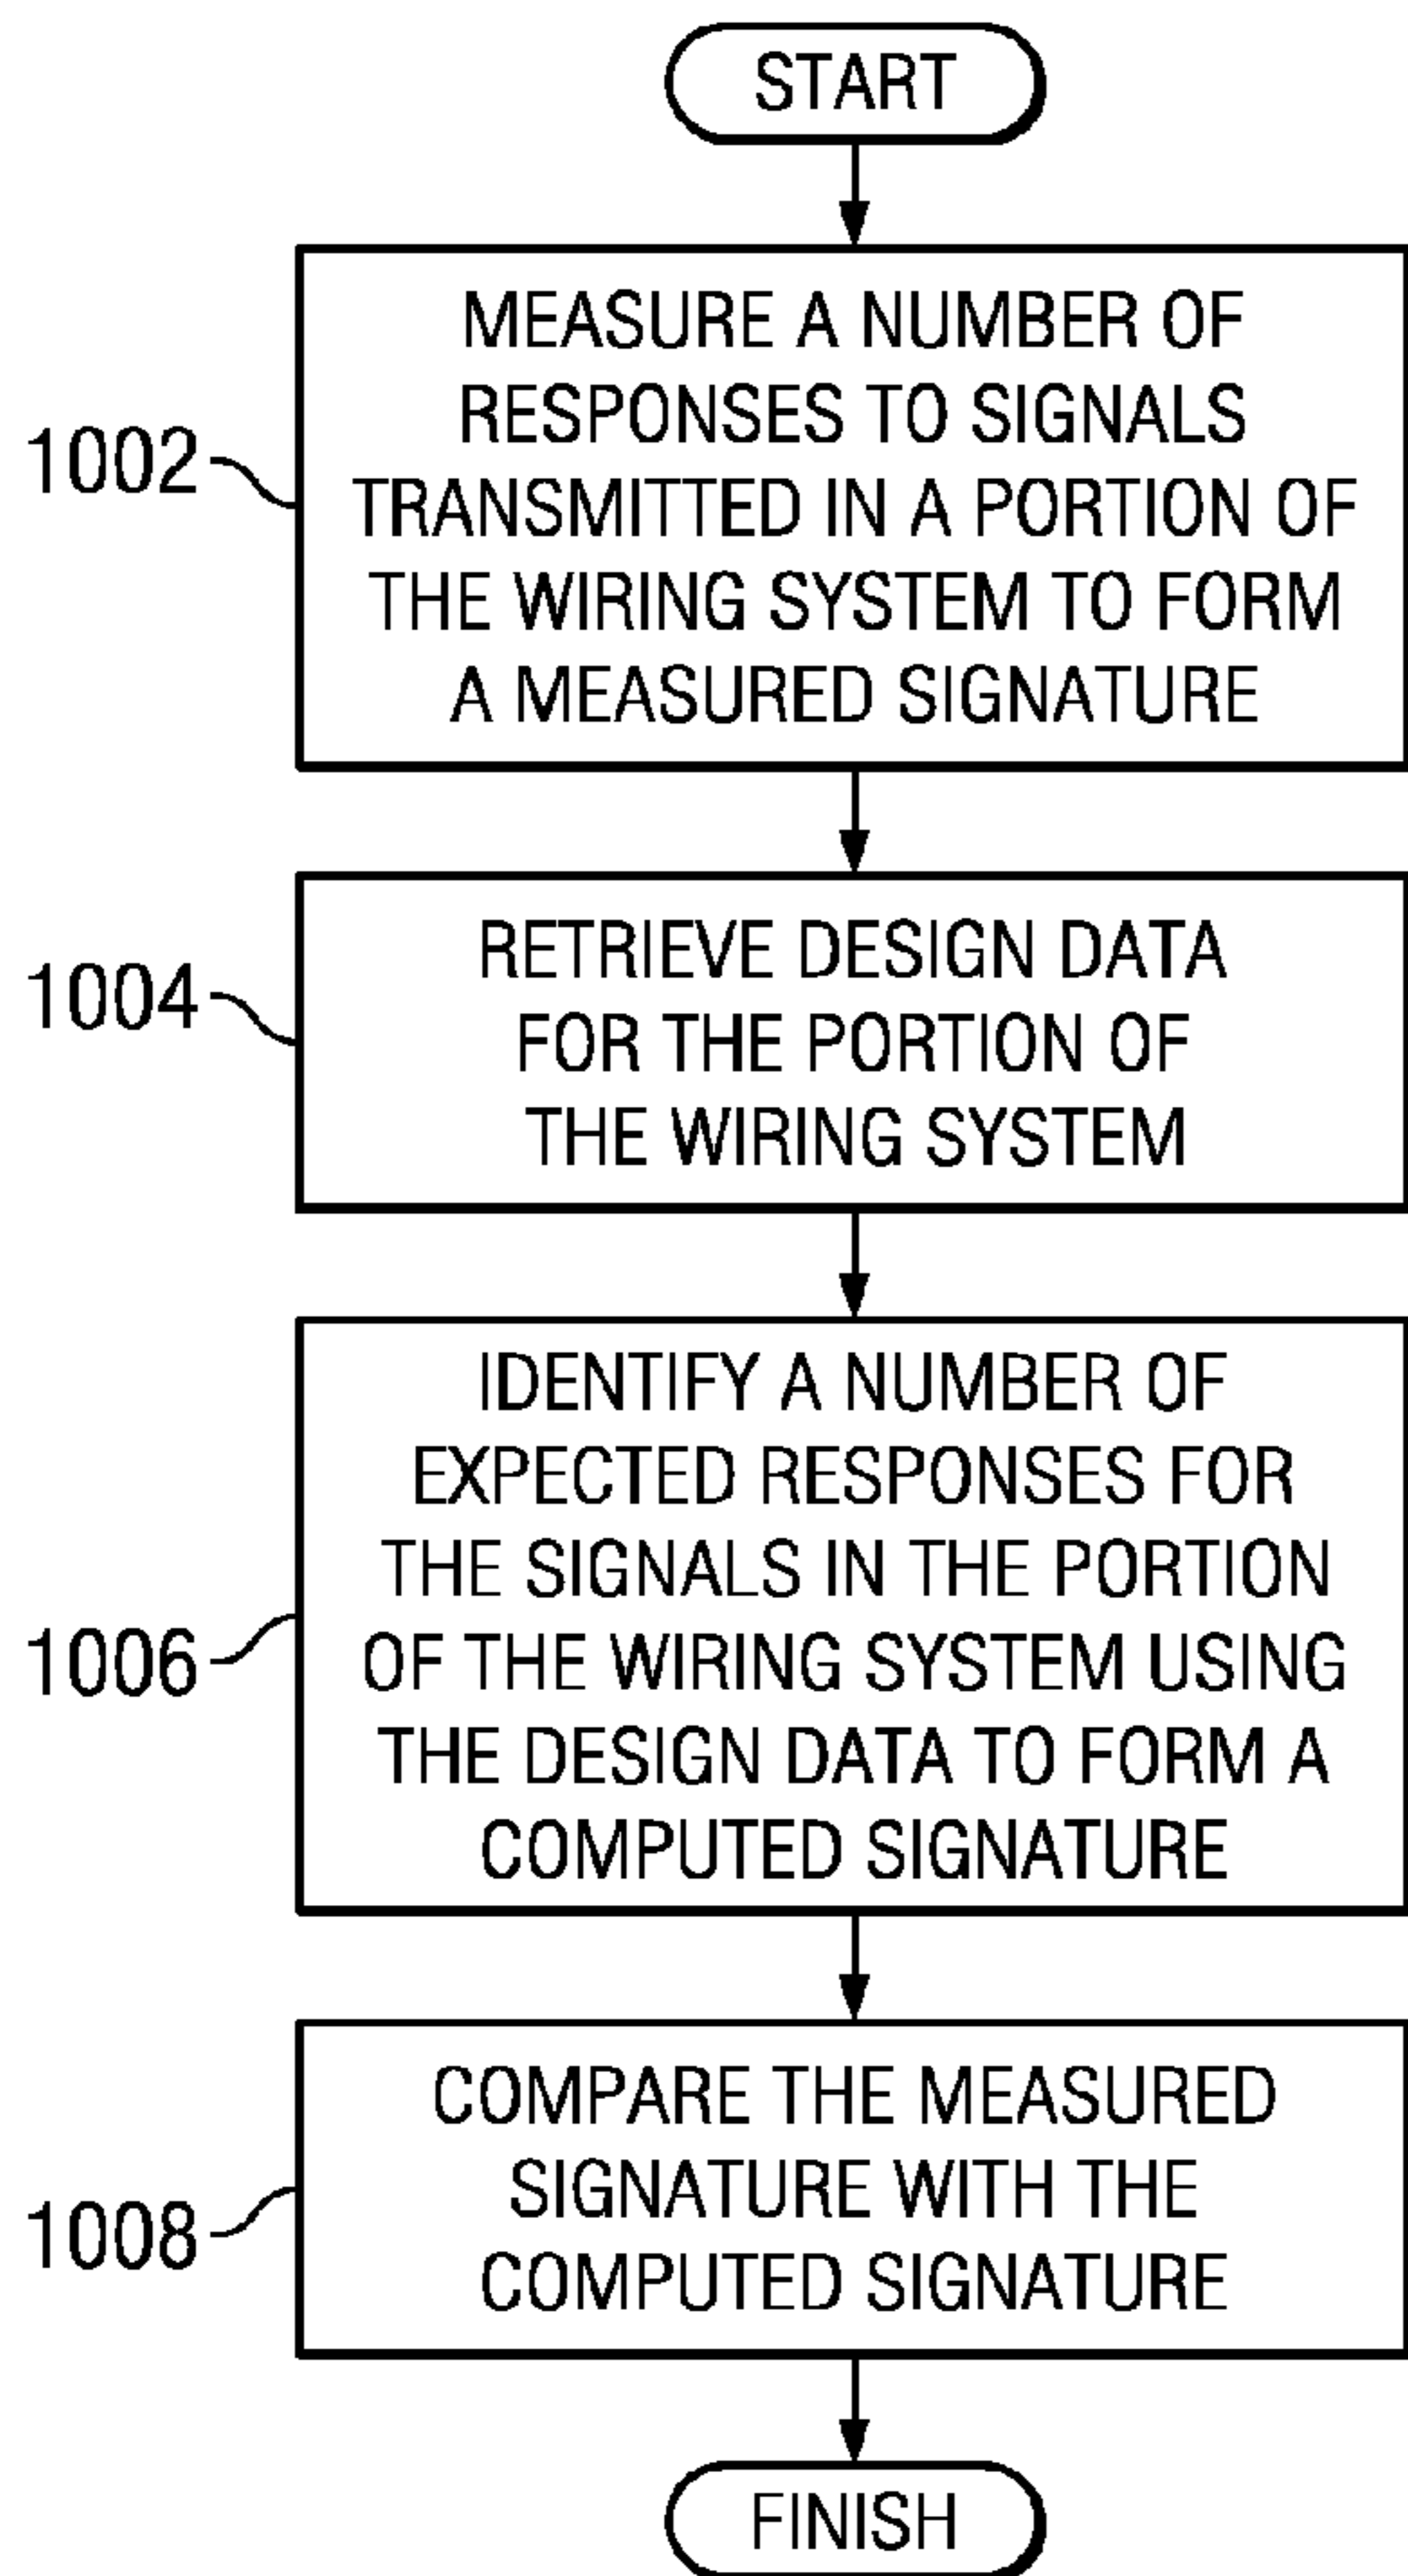 START
MEASURE A NUMBER OF
RESPONSES TO SIGNALS
TRANSMITTED IN A PORTION OF
THE WIRING SYSTEM TO FORM
A MEASURED SIGNATURE
1002
RETRIEVE DESIGN DATA
FOR THE PORTION OF
THE WIRING SYSTEM
1004
IDENTIFY A NUMBER OF
EXPECTED RESPONSES FOR
THE SIGNALS IN THE PORTION
OF THE WIRING SYSTEM USING
THE DESIGN DATA TO FORM A
COMPUTED SIGNATURE
1006
COMPARE THE MEASURED
SIGNATURE WITH THE
COMPUTED SIGNATURE
1008
FINISH